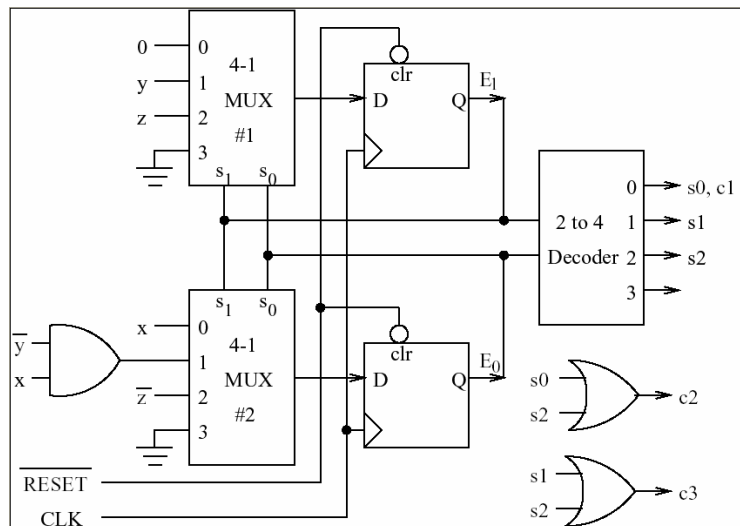 0
y
z
0
1
2
3
4-1
MUX
#1
s1
s0
clr
D
Q
E1
2 to 4
Decoder
0
1
2
3
s0, c1
s1
s2
s1
s0
x
y̅
x
z̅
0
1
2
3
4-1
MUX
#2
clr
D
Q
E0
s0
s2
c2
s1
s2
c3
R̅E̅S̅E̅T̅
CLK